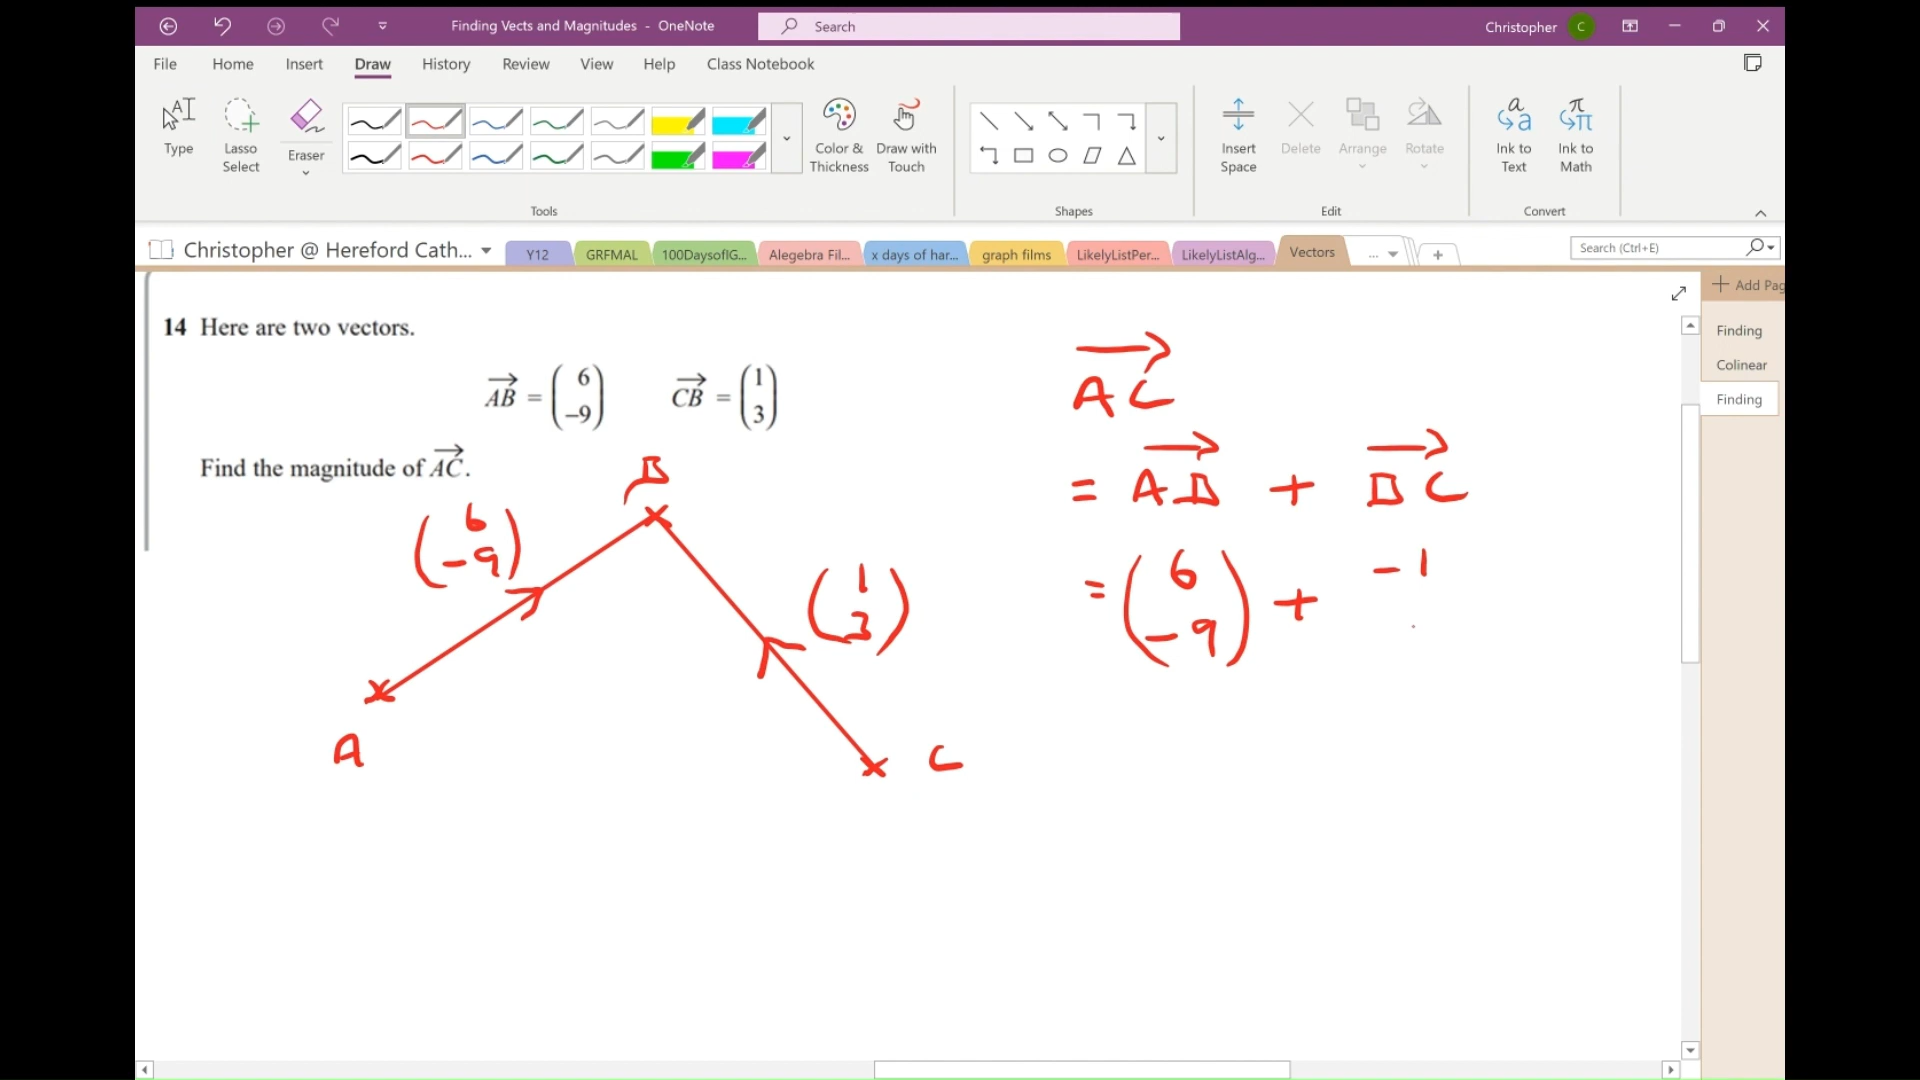 Finding Vects and Magnitudes - OneNote
Search
Christopher C
File Home Insert Draw History Review View Help Class Notebook
Type
Lasso Select
Eraser
Color & Thickness
Draw with Touch
Insert Space
Delete
Arrange
Rotate
Ink to Text
Ink to Math
Tools
Shapes
Edit
Convert
Christopher @ Hereford Cath...
Y12
GRFMAL
100DaysofIG...
Alegebra Fil...
x days of har...
graph films
LikelyListPer...
LikelyListAlg...
Vectors
...
Search (Ctrl+E)
Add Pag
Finding
Colinear
Finding
14 Here are two vectors.
AB = (6 –9) CB = (1 3)
Find the magnitude of AC.
B
(6 -9)
(1 3)
A
C
AC
= AB + BC
= (6 -9) + -1